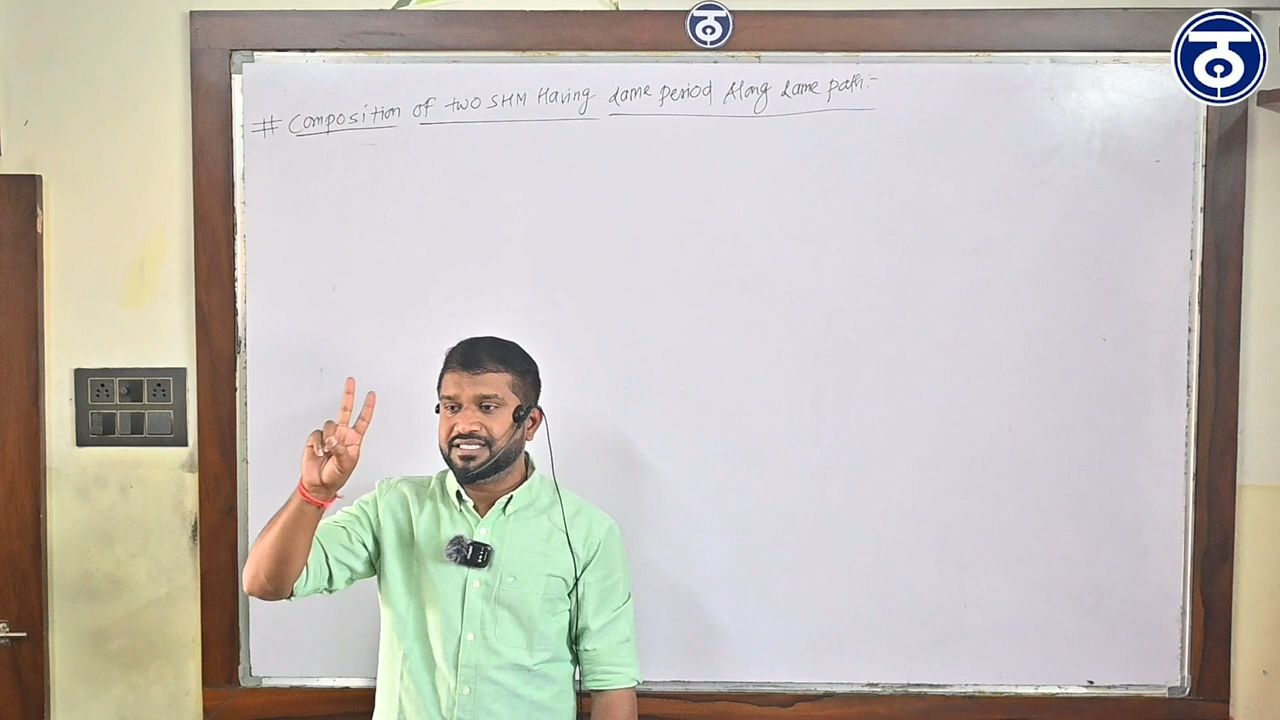 ठ
ठ
# Composition of two SHM Having same period Along same path:-